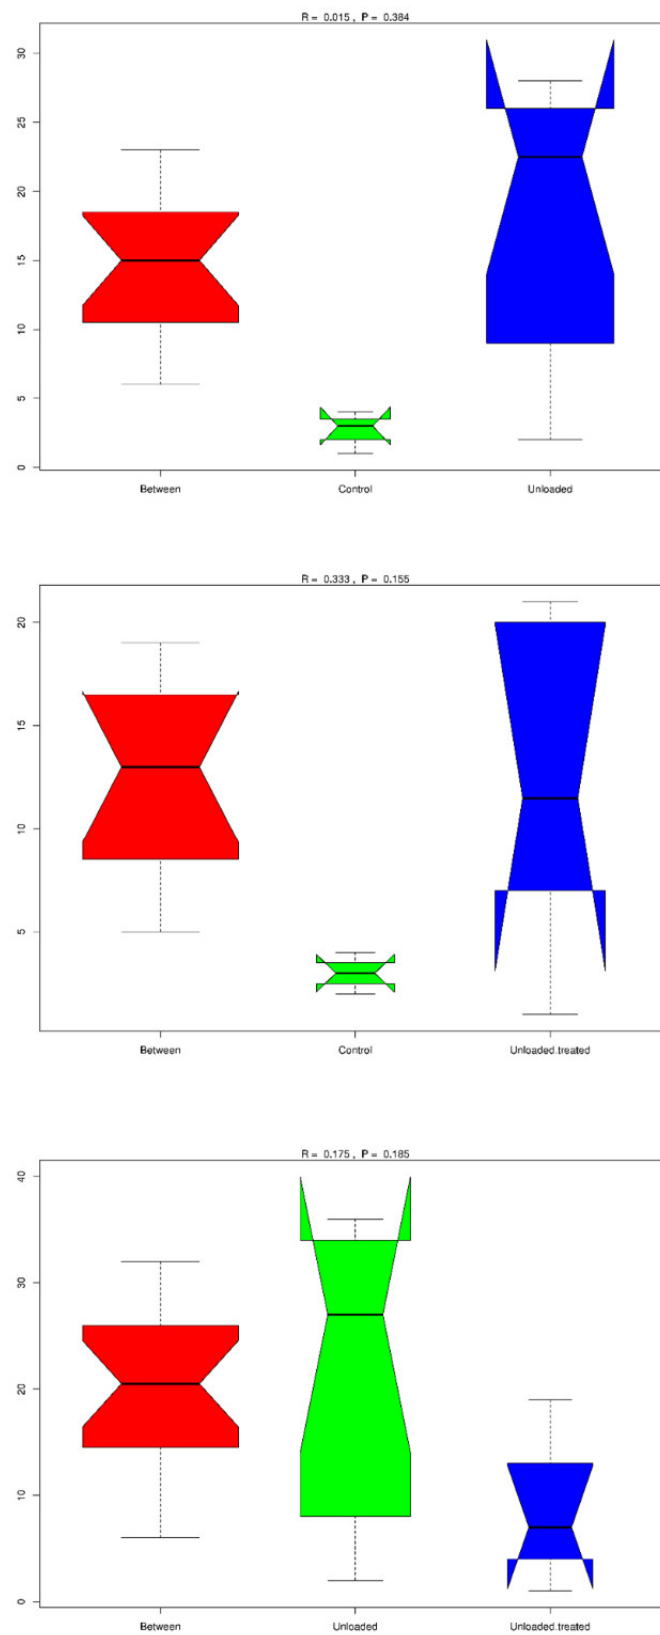 R = 0.015 , P = 0.384
30
25
20
15
10
5
0
Between Control Unloaded
R = 0.333 , P = 0.155
20
15
10
5
Between Control Unloaded.treated
R = 0.175 , P = 0.185
40
30
20
10
0
Between Unloaded Unloaded.treated